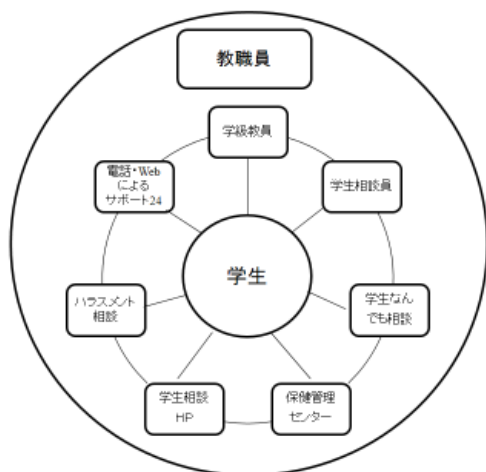 教職員
学級教員
電話・Web
による
サポート24
学生相談員
学生
ハラスメント
相談
学生なん
でも相談
学生相談
HP
保健管理
センター